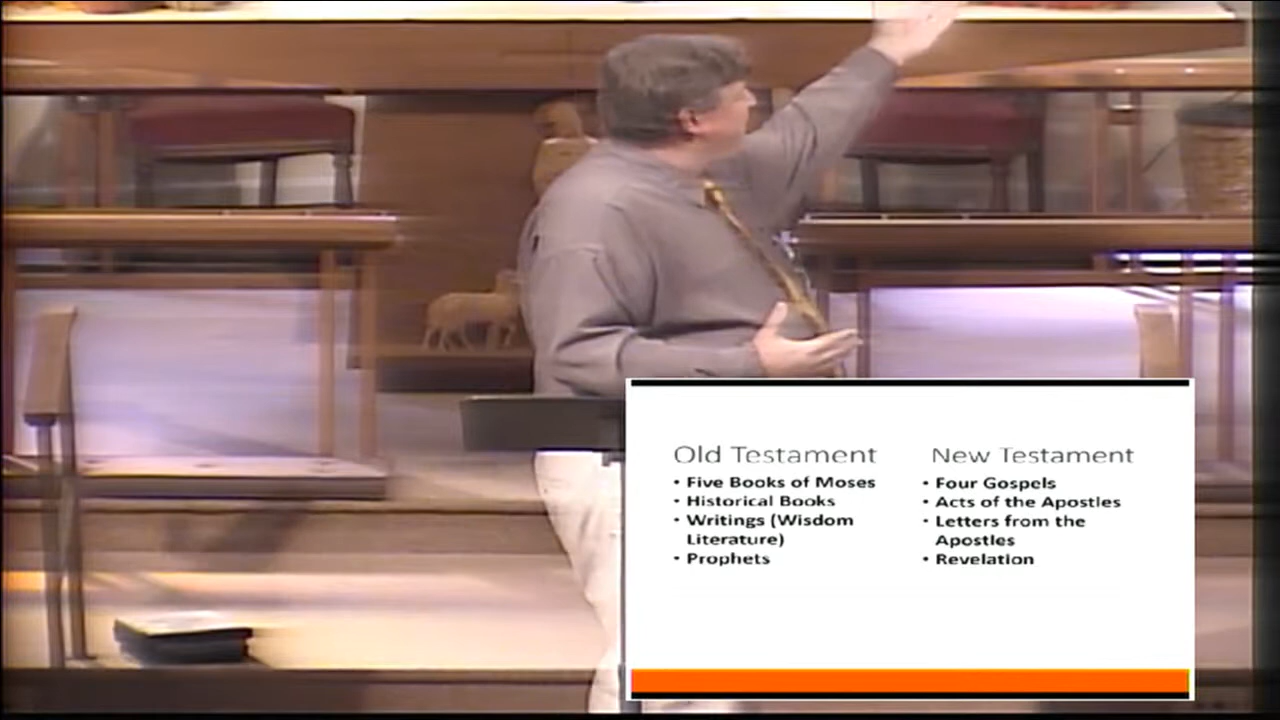 Old Testament
• Five Books of Moses
• Historical Books
• Writings (Wisdom
Literature)
• Prophets
New Testament
• Four Gospels
• Acts of the Apostles
• Letters from the
Apostles
• Revelation